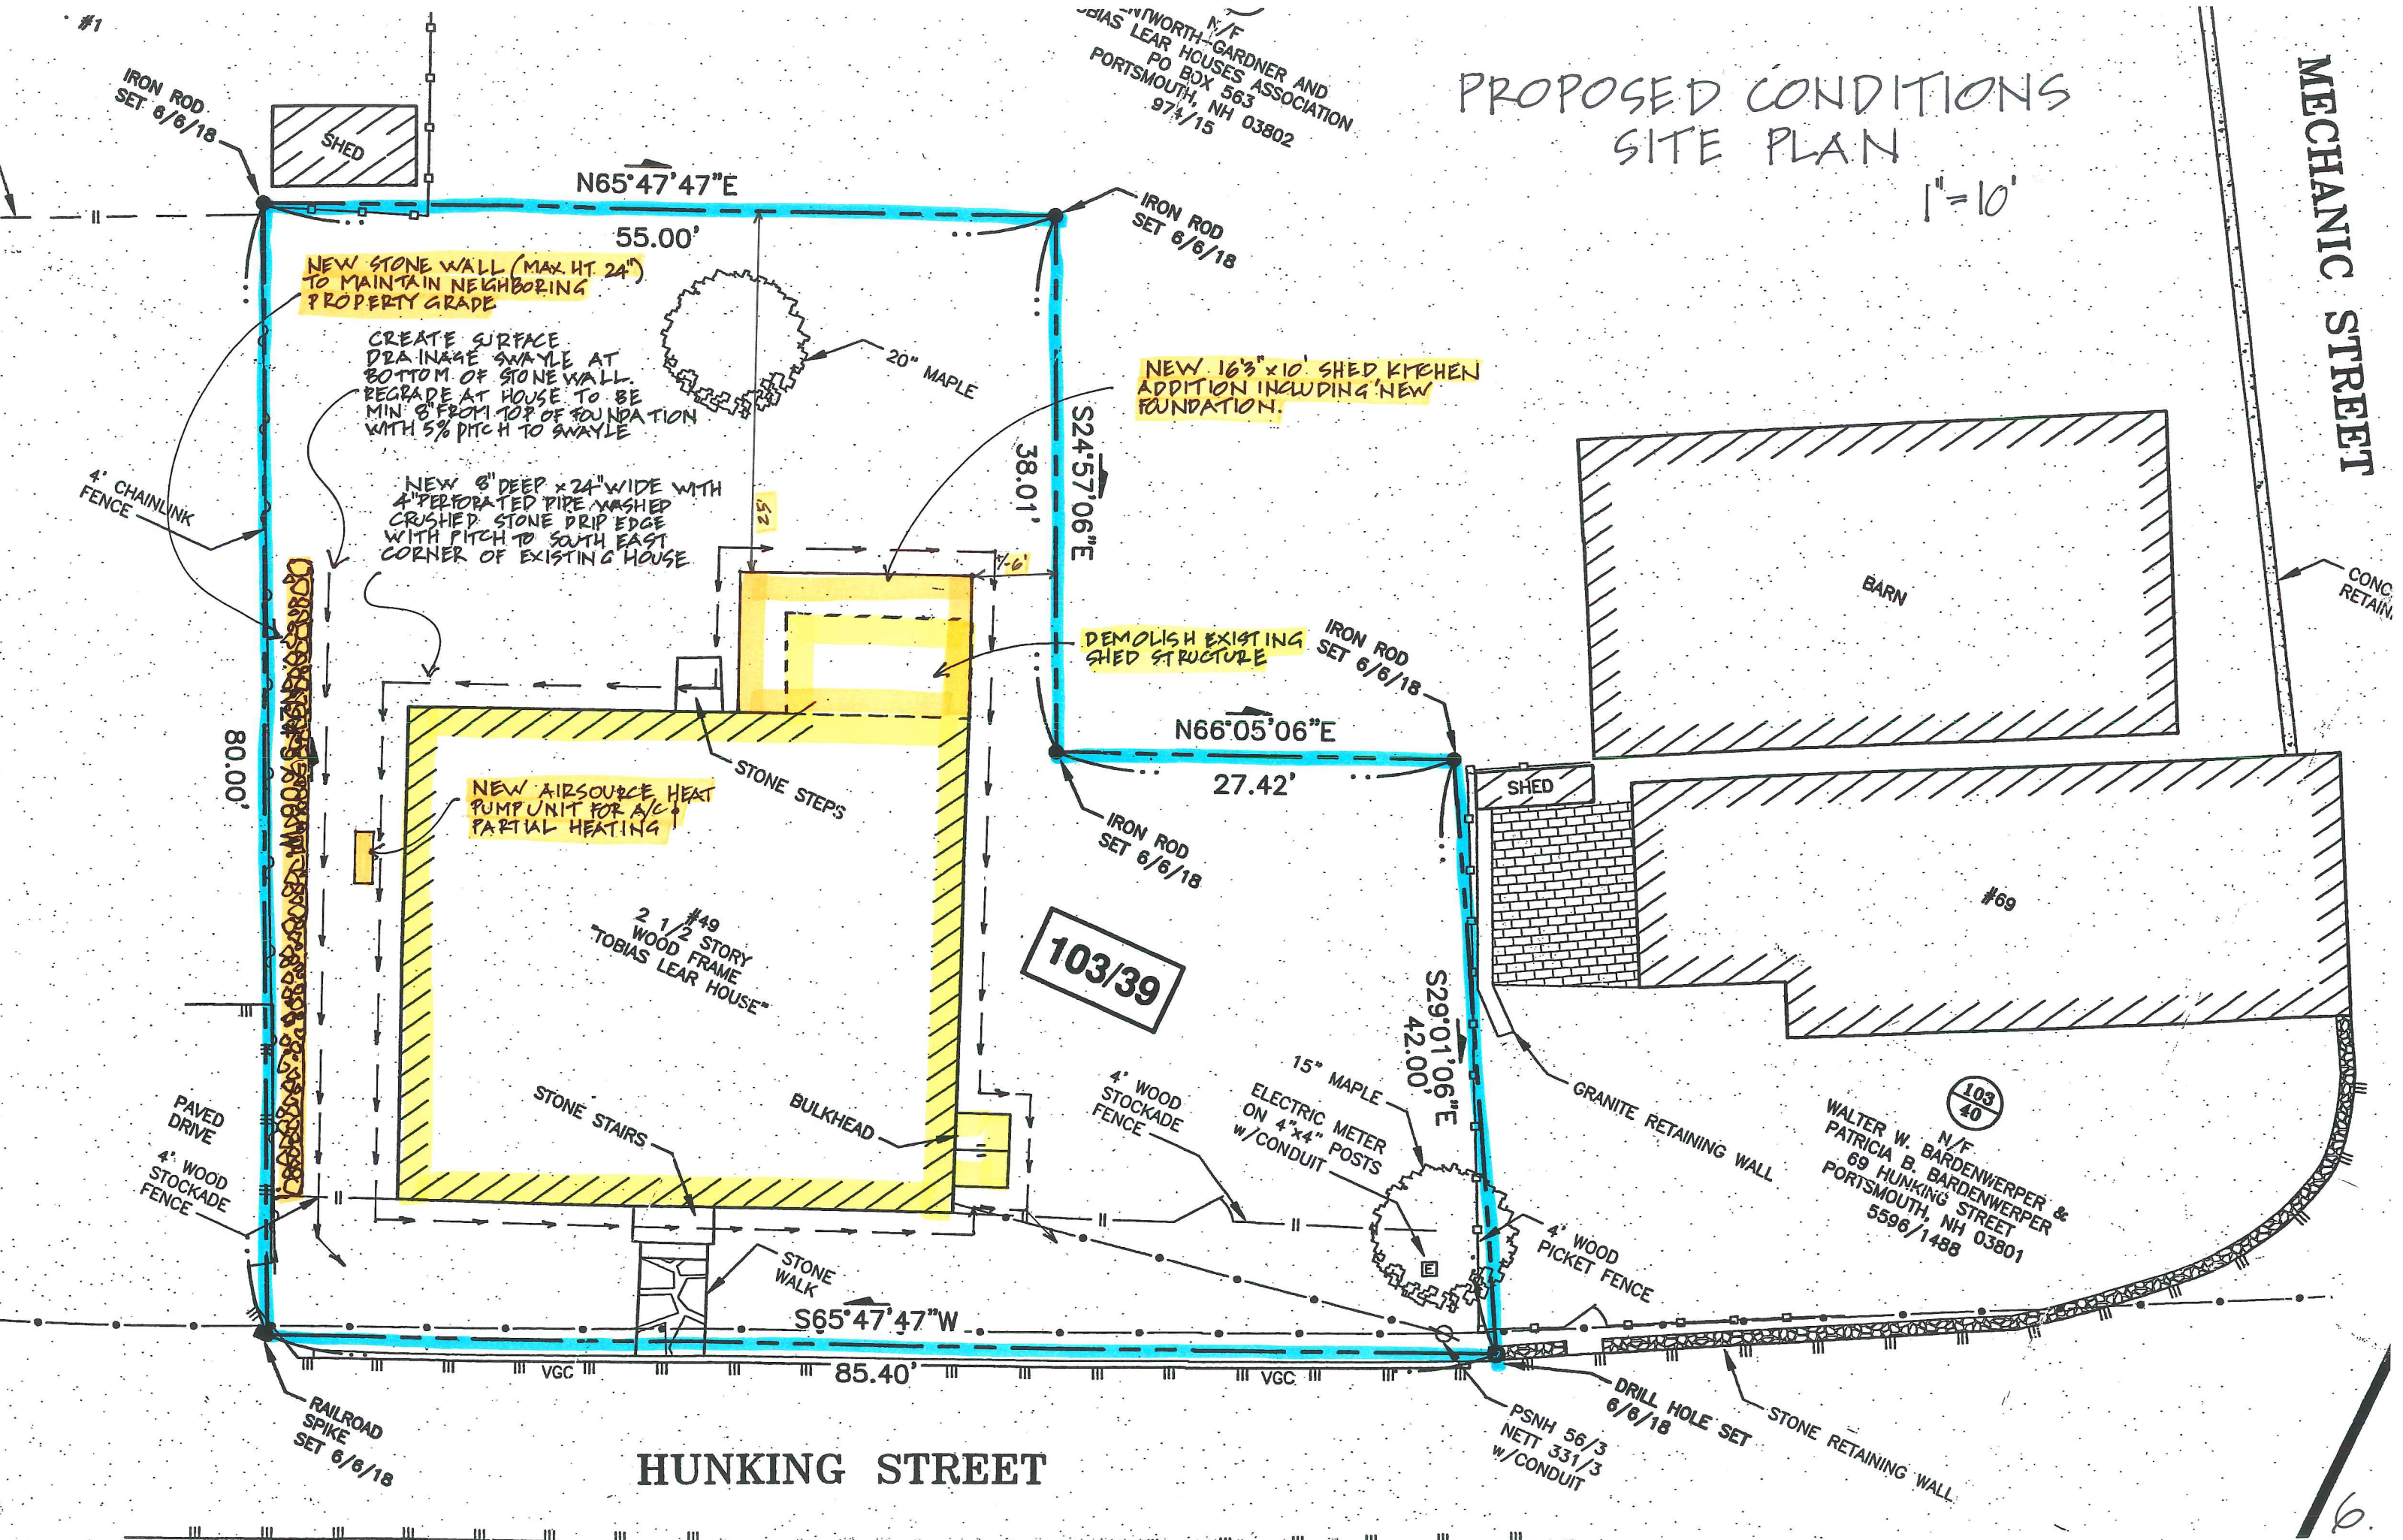 #1
IRON ROD
SET 6/6/18
SHED
N/F
WENTWORTH-GARDNER AND
TOBIAS LEAR HOUSES ASSOCIATION
PO BOX 563
PORTSMOUTH, NH 03802
974/15
PROPOSED CONDITIONS
SITE PLAN
1"=10'
MECHANIC STREET
N65°47'47"E
55.00'
IRON ROD
SET 6/6/18
NEW STONE WALL (MAX. HT. 24")
TO MAINTAIN NEIGHBORING
PROPERTY GRADE
CREATE SURFACE
DRAINAGE SWAYLE AT
BOTTOM OF STONE WALL.
REGRADE AT HOUSE TO BE
MIN 8" FROM TOP OF FOUNDATION
WITH 5% PITCH TO SWAYLE
20" MAPLE
NEW 16'3" x 10' SHED KITCHEN
ADDITION INCLUDING NEW
FOUNDATION.
S24°57'06"E
38.01'
4' CHAINLINK
FENCE
NEW 8" DEEP x 24" WIDE WITH
4" PERFORATED PIPE WASHED
CRUSHED STONE DRIP EDGE
WITH PITCH TO SOUTH EAST
CORNER OF EXISTING HOUSE
25'
+/-6'
BARN
CONC.
RETAIN.
DEMOLISH EXISTING
SHED STRUCTURE
IRON ROD
SET 6/6/18
N66°05'06"E
27.42'
80.00'
STONE STEPS
SHED
NEW AIRSOURCE HEAT
PUMP UNIT FOR A/C &
PARTIAL HEATING
IRON ROD
SET 6/6/18
#49
2 1/2 STORY
WOOD FRAME
"TOBIAS LEAR HOUSE"
103/39
#69
S29°01'06"E
42.00'
PAVED
DRIVE
4' WOOD
STOCKADE
FENCE
STONE STAIRS
BULKHEAD
4' WOOD
STOCKADE
FENCE
15" MAPLE
ELECTRIC METER
ON 4"x4" POSTS
w/CONDUIT
E
GRANITE RETAINING WALL
103
40
N/F
WALTER W. BARDENWERPER &
PATRICIA B. BARDENWERPER
69 HUNKING STREET
PORTSMOUTH, NH 03801
5596/1488
STONE
WALK
4' WOOD
PICKET FENCE
S65°47'47"W
85.40'
VGC
VGC
RAILROAD
SPIKE
SET 6/6/18
HUNKING STREET
PSNH 56/3
NETT 331/3
w/CONDUIT
DRILL HOLE SET
6/6/18
STONE RETAINING WALL
6.